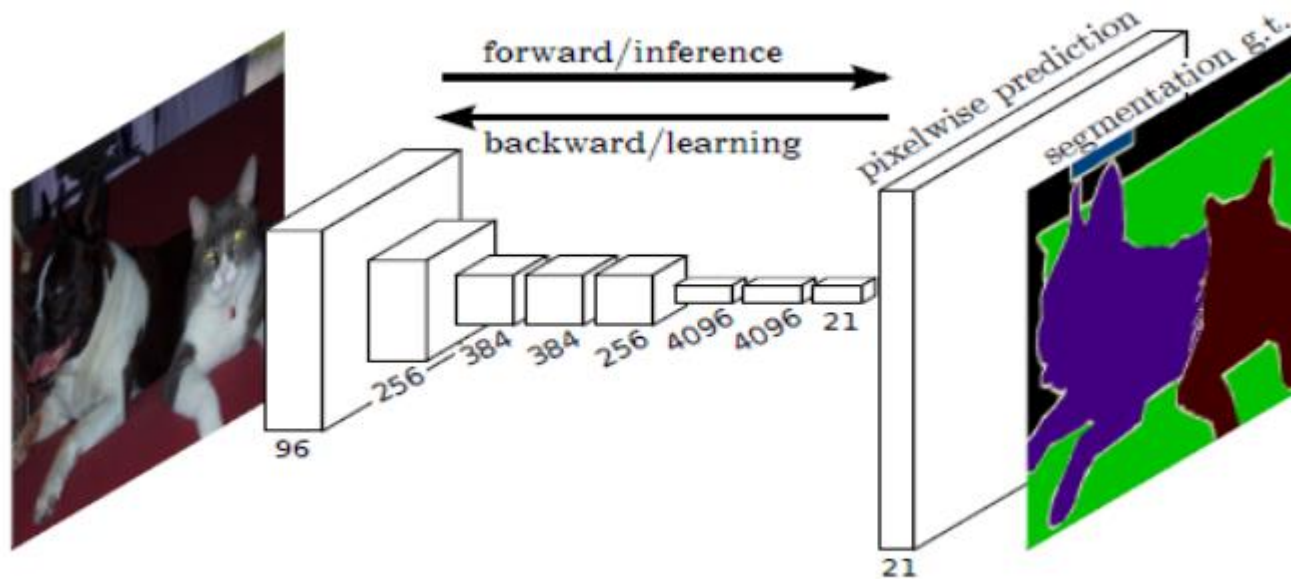 forward/inference
backward/learning
pixelwise prediction
segmentation g.t.
96
256
384
384
256
4096
4096
21
21